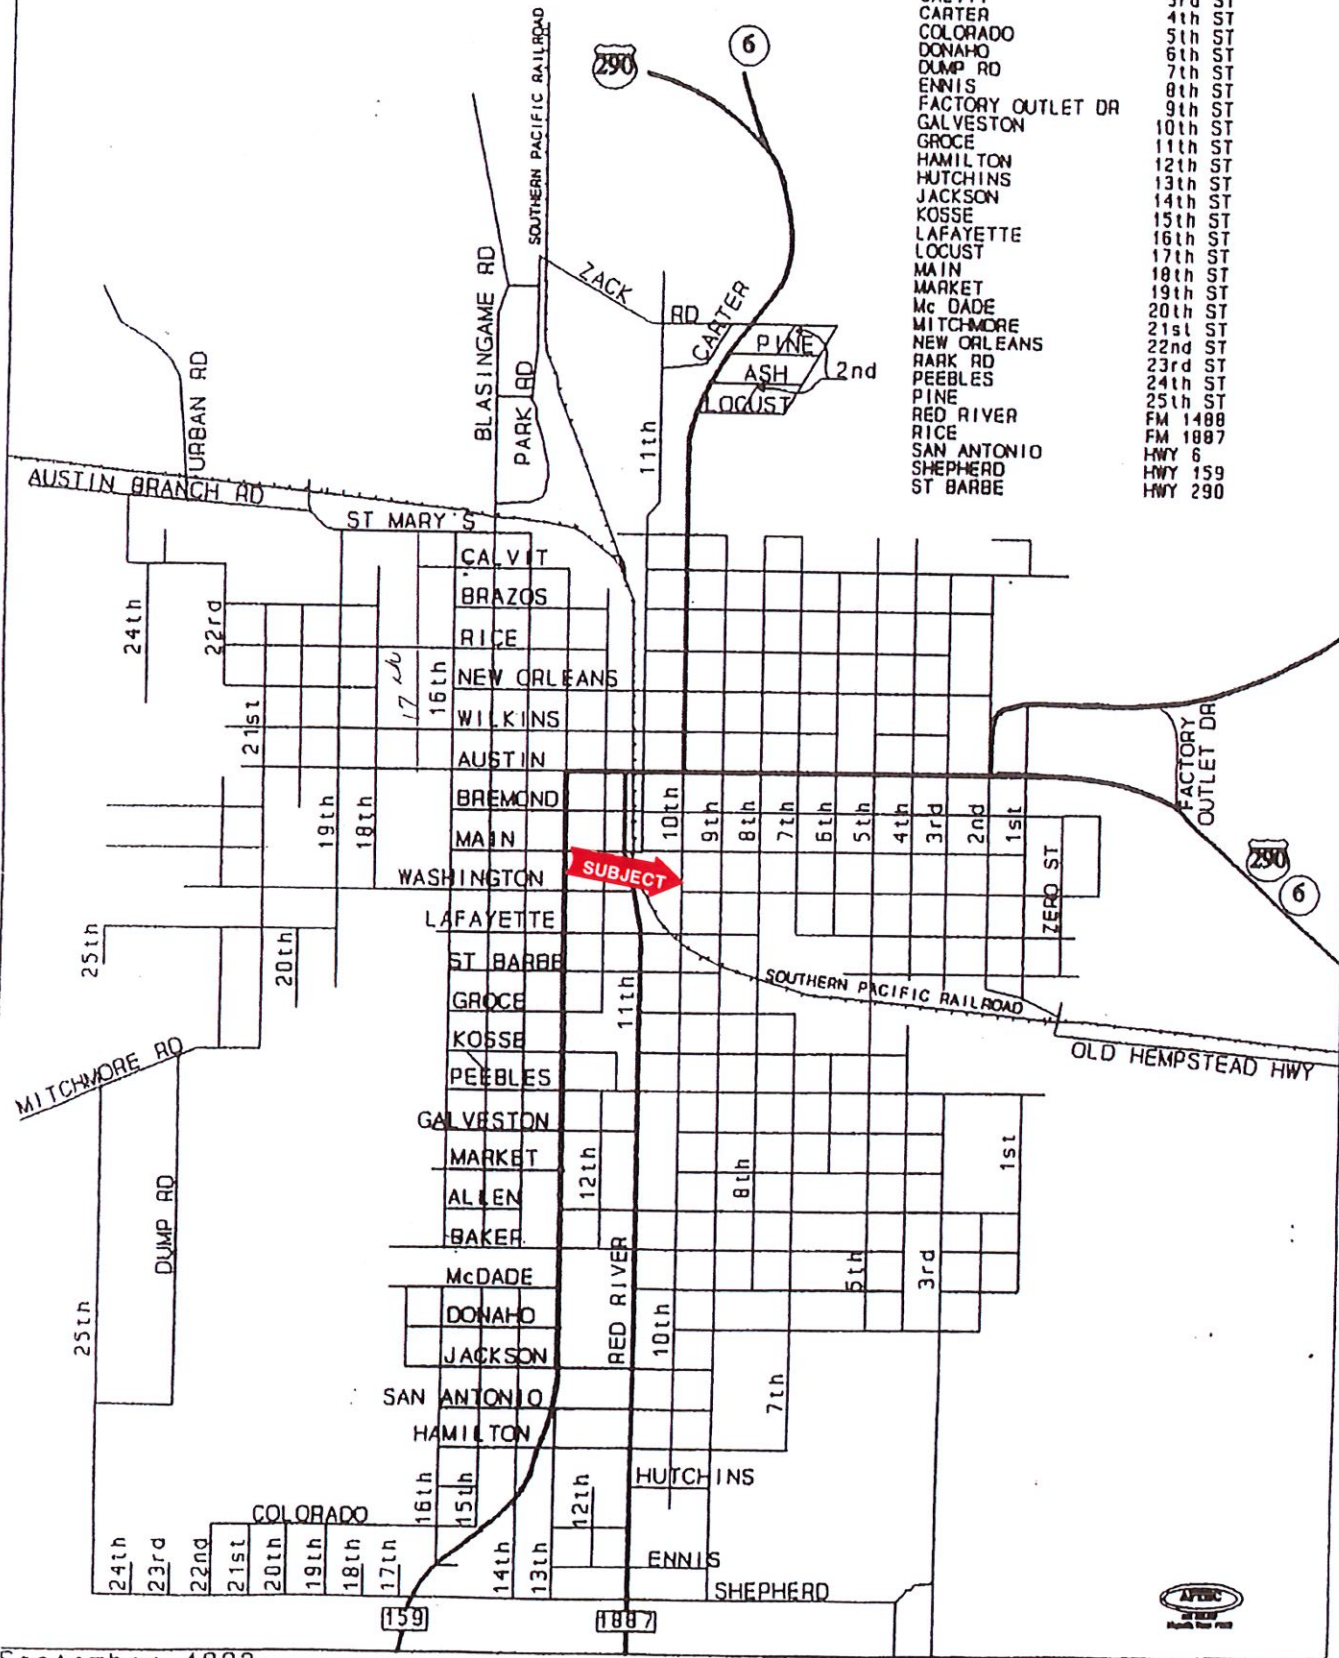 3rd ST
CARTER 4th ST
COLORADO 5th ST
DONAHO 6th ST
DUMP RD 7th ST
ENNIS 8th ST
FACTORY OUTLET DR 9th ST
GALVESTON 10th ST
GROCE 11th ST
HAMILTON 12th ST
HUTCHINS 13th ST
JACKSON 14th ST
KOSSE 15th ST
LAFAYETTE 16th ST
LOCUST 17th ST
MAIN 18th ST
MARKET 19th ST
Mc DADE 20th ST
MITCHMORE 21st ST
NEW ORLEANS 22nd ST
RARK RD 23rd ST
PEEBLES 24th ST
PINE 25th ST
RED RIVER FM 1488
RICE FM 1887
SAN ANTONIO HWY 6
SHEPHERD HWY 159
ST BARBE HWY 290
290
6
SOUTHERN PACIFIC RAILROAD
ZACK RD
CARTER
PINE
ASH
LOCUST
2nd
BLASINGAME RD
PARK RD
URBAN RD
11th
AUSTIN BRANCH RD
ST MARY'S
CALVIT
BRAZOS
RICE
NEW ORLEANS
WILKINS
AUSTIN
24th
22rd
21st
17th
16th
FACTORY
OUTLET DR
BREMOND
MAIN
WASHINGTON
SUBJECT
19th
18th
10th
9th
8th
7th
6th
5th
4th
3rd
2nd
1st
ZERO ST
290
6
LAFAYETTE
ST BARBE
GROCE
KOSSE
PEEBLES
25th
20th
11th
SOUTHERN PACIFIC RAILROAD
OLD HEMPSTEAD HWY
MITCHMORE RD
GALVESTON
MARKET
ALLEN
BAKER
McDADE
DONAHO
JACKSON
SAN ANTONIO
HAMILTON
12th
8th
1st
DUMP RD
25th
RED RIVER
10th
5th
3rd
7th
HUTCHINS
16th
15th
12th
COLORADO
24th
23rd
22nd
21st
20th
19th
18th
17th
14th
13th
ENNIS
SHEPHERD
159
1887